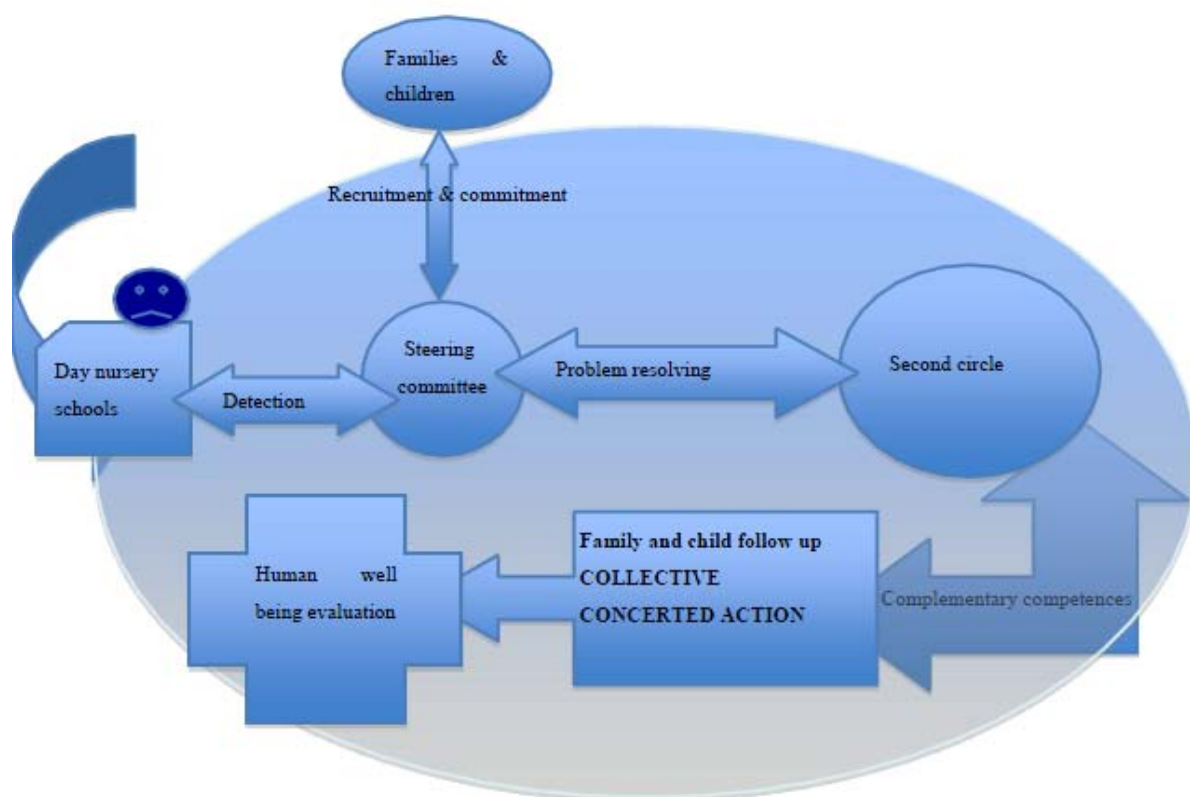 Families &
children
Recruitment & commitment
Day nursery
schools
Detection
Steering
committee
Problem resolving
Second circle
Human well
being evaluation
Family and child follow up
COLLECTIVE
CONCERTED ACTION
Complementary competences